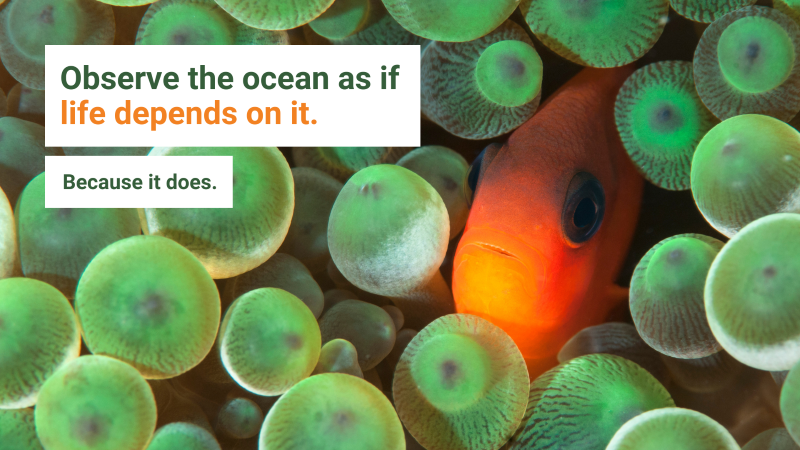 Observe the ocean as if
life depends on it.
Because it does.